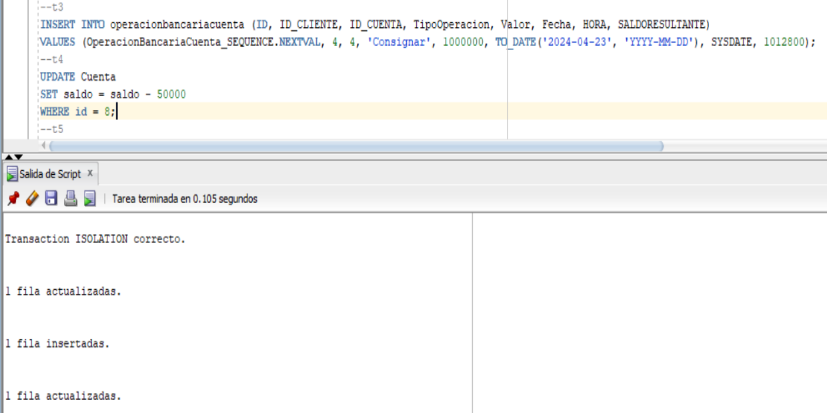 --t3
INSERT INTO operacionbancariacuenta (ID, ID_CLIENTE, ID_CUENTA, TipoOperacion, Valor, Fecha, HORA, SALDORESULTANTE)
VALUES (OperacionBancariaCuenta_SEQUENCE.NEXTVAL, 4, 4, 'Consignar', 1000000, TO_DATE('2024-04-23', 'YYYY-MM-DD'), SYSDATE, 1012800);
--t4
UPDATE Cuenta
SET saldo = saldo - 50000
WHERE id = 8;
--t5
Salida de Script x
Tarea terminada en 0.105 segundos
Transaction ISOLATION correcto.
1 fila actualizadas.
1 fila insertadas.
1 fila actualizadas.